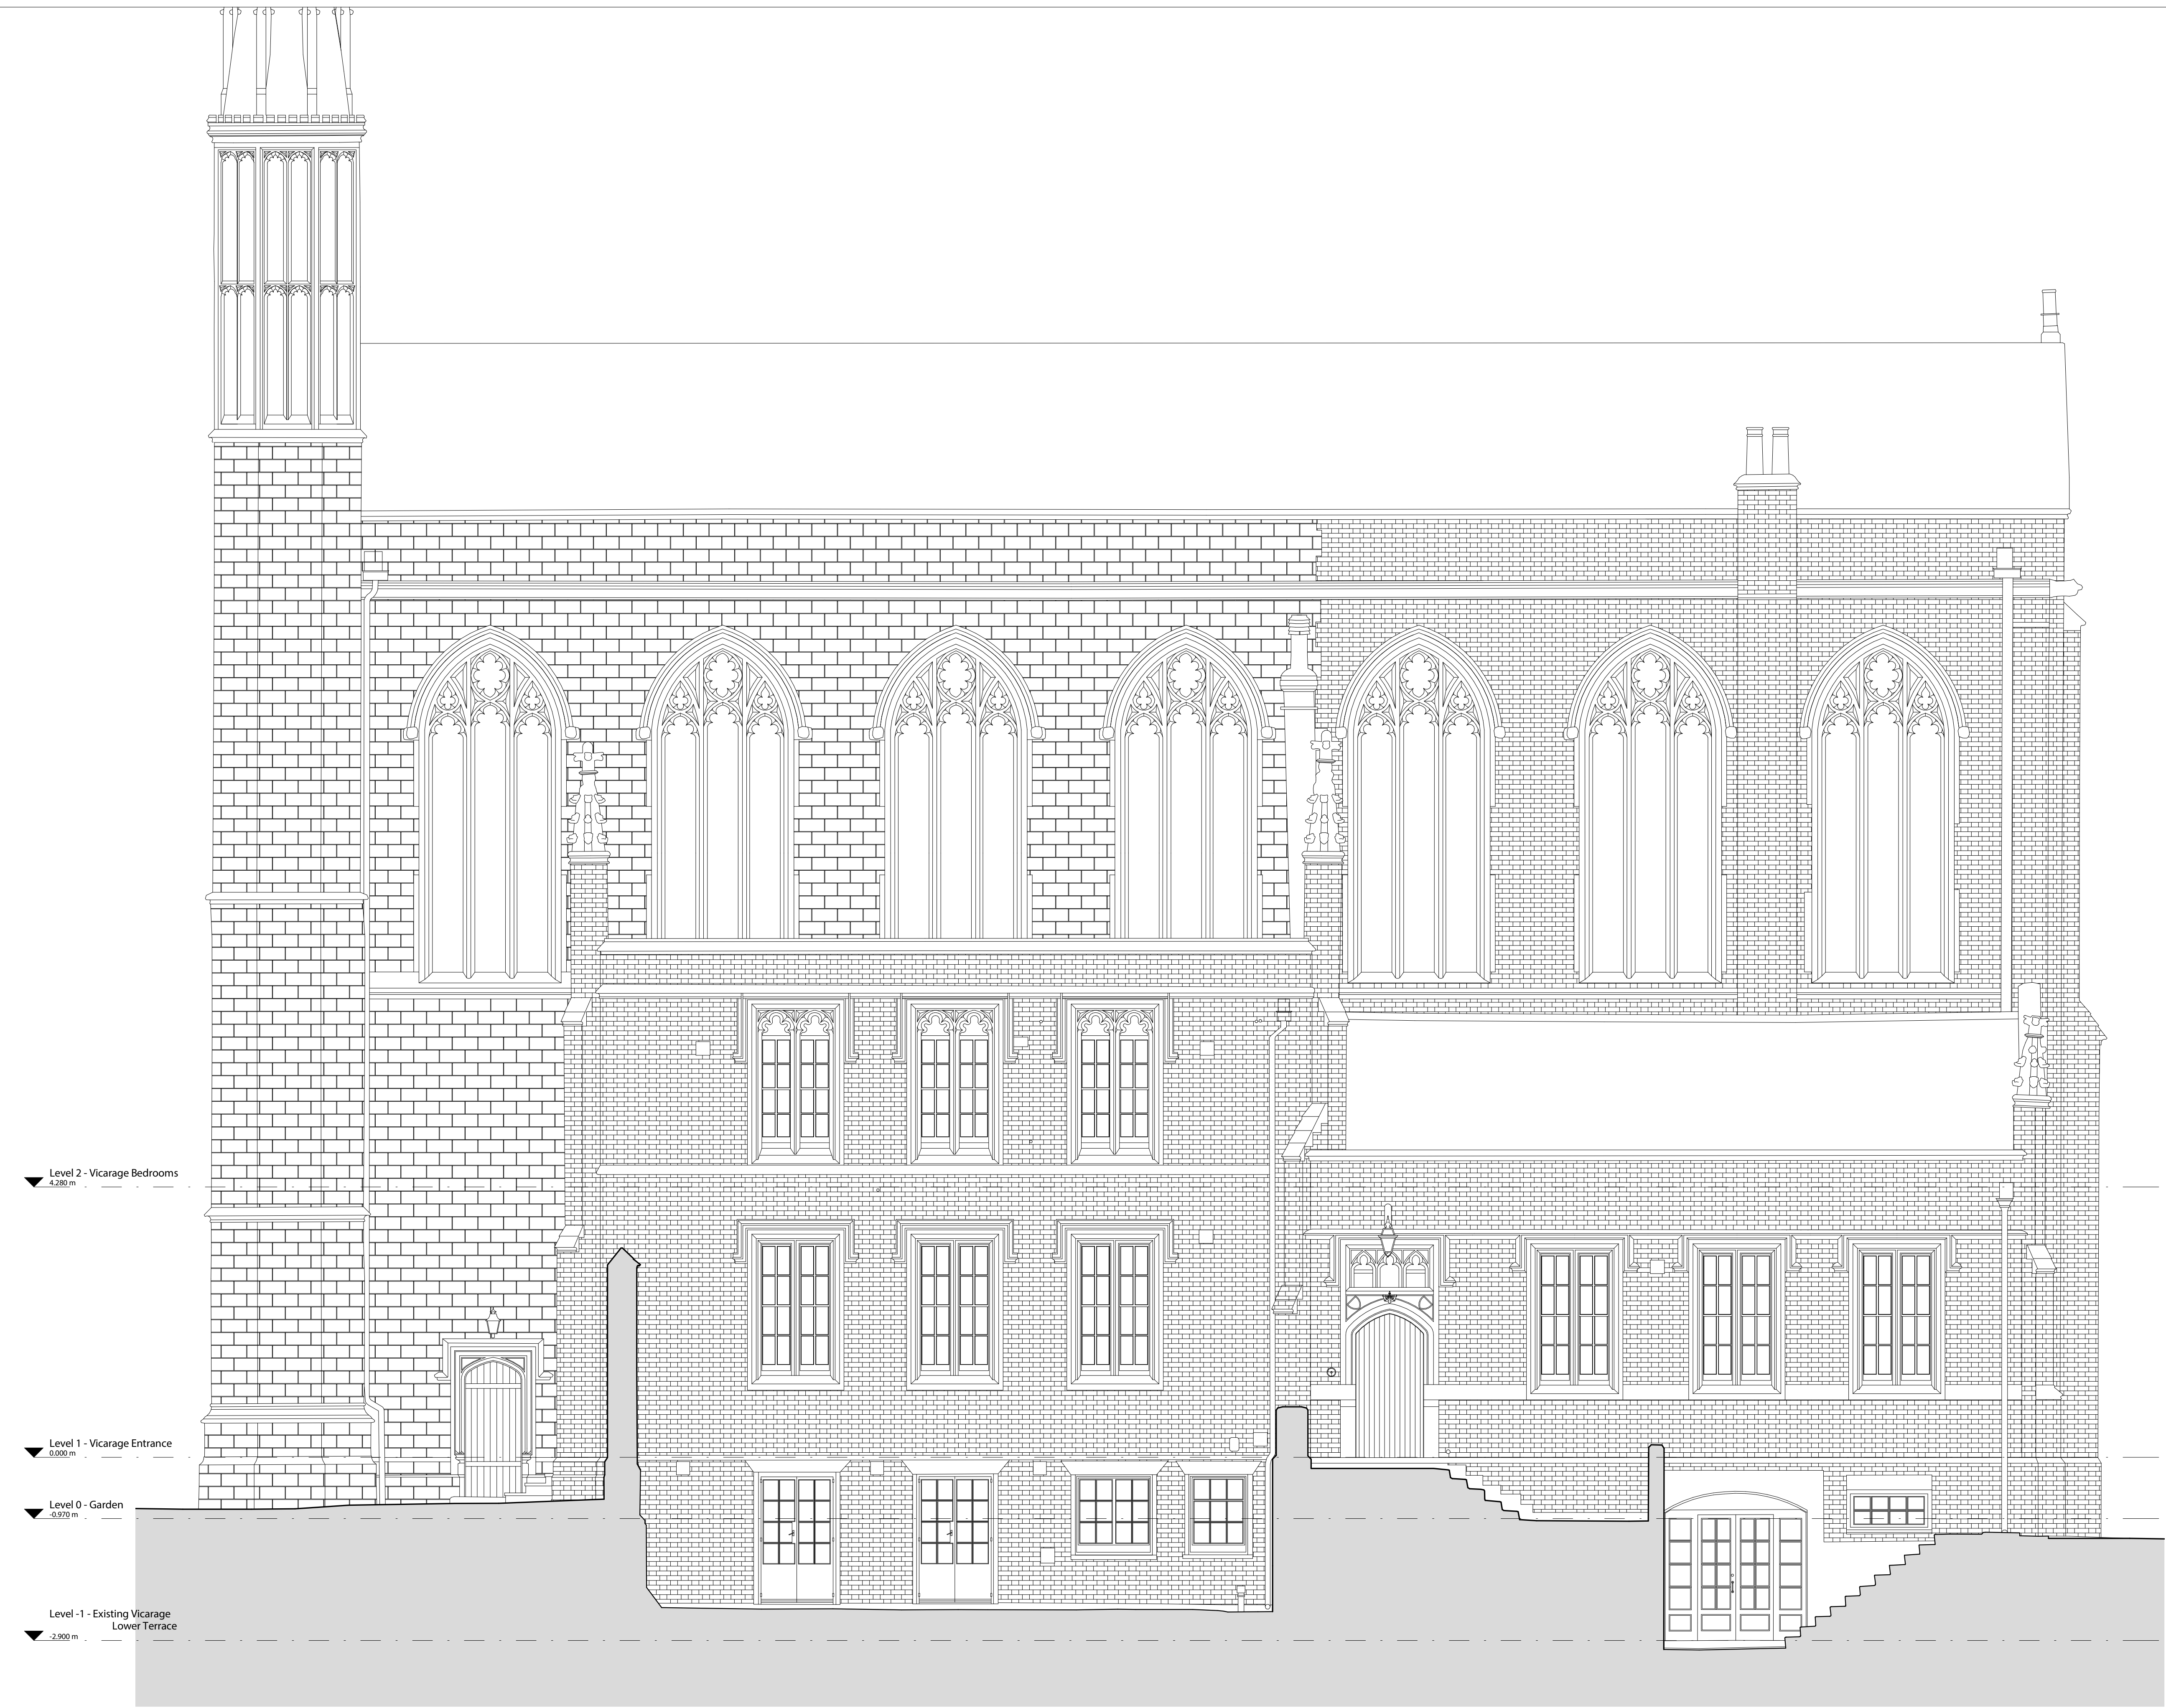 Level 2 - Vicarage Bedrooms
4.280 m
Level 1 - Vicarage Entrance
0.000 m
Level 0 - Garden
-0.970 m
Level -1 - Existing Vicarage
Lower Terrace
-2.900 m